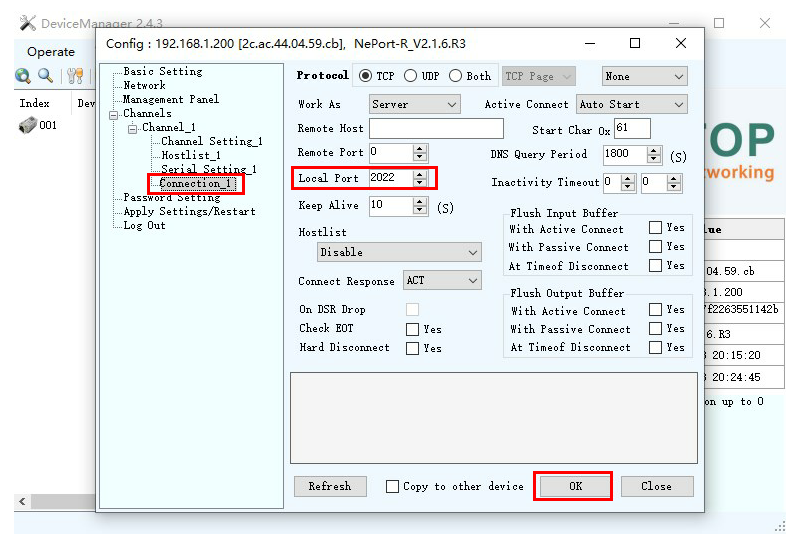 DeviceManager 2.4.3
Operate
Index Dev
001
Config : 192.168.1.200 [2c.ac.44.04.59.cb], NePort-R_V2.1.6.R3
Basic Setting
Network
Management Panel
Channels
Channel_1
Channel Setting_1
Hostlist_1
Serial Setting_1
Connection_1
Password Setting
Apply Settings/Restart
Log Out
Protocol TCP UDP Both TCP Page None
Work As Server Active Connect Auto Start
Remote Host Start Char 0x 61
Remote Port 0 DNS Query Period 1800 (S)
Local Port 2022 Inactivity Timeout 0 0
Keep Alive 10 (S)
Hostlist
Disable
Connect Response ACT
On DSR Drop
Check EOT Yes
Hard Disconnect Yes
Flush Input Buffer
With Active Connect Yes
With Passive Connect Yes
At Timeof Disconnect Yes
Flush Output Buffer
With Active Connect Yes
With Passive Connect Yes
At Timeof Disconnect Yes
Refresh Copy to other device OK Close
TOP
working
lue
04.59.cb
.1.200
7f2263551142b
6.R3
20:15:20
20:24:45
on up to 0